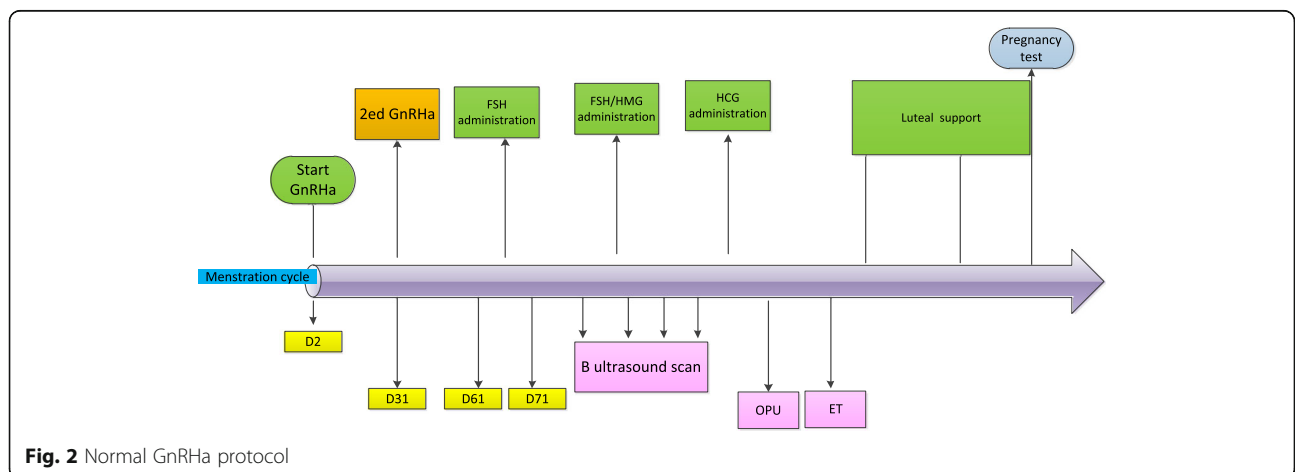 Pregnancy
test
2ed GnRHa
FSH
administration
FSH/HMG
administration
HCG
administration
Luteal support
Start
GnRHa
Menstration cycle
D2
B ultrasound scan
D31
D61
D71
OPU
ET
Fig. 2 Normal GnRHa protocol